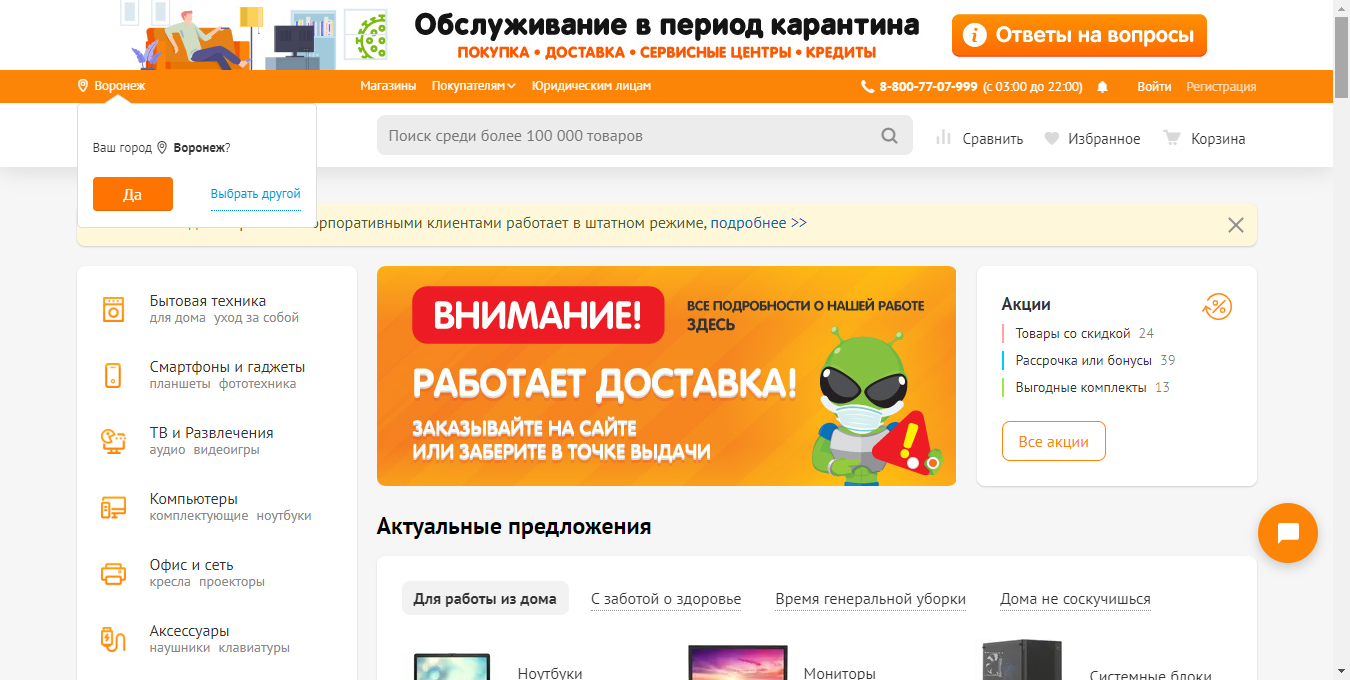 Обслуживание в период карантина
ПОКУПКА • ДОСТАВКА • СЕРВИСНЫЕ ЦЕНТРЫ • КРЕДИТЫ
Ответы на вопросы
Воронеж
Магазины Покупателям Юридическим лицам
8-800-77-07-999 (с 03:00 до 22:00)
Войти Регистрация
Ваш город Воронеж?
Да Выбрать другой
Поиск среди более 100 000 товаров
Сравнить Избранное Корзина
орпоративными клиентами работает в штатном режиме, подробнее >>
Бытовая техника
для дома уход за собой
Смартфоны и гаджеты
планшеты фототехника
ТВ и Развлечения
аудио видеоигры
Компьютеры
комплектующие ноутбуки
Офис и сеть
кресла проекторы
Аксессуары
наушники клавиатуры
ВНИМАНИЕ!
ВСЕ ПОДРОБНОСТИ О НАШЕЙ РАБОТЕ
ЗДЕСЬ
РАБОТАЕТ ДОСТАВКА!
ЗАКАЗЫВАЙТЕ НА САЙТЕ
ИЛИ ЗАБЕРИТЕ В ТОЧКЕ ВЫДАЧИ
Акции
Товары со скидкой 24
Рассрочка или бонусы 39
Выгодные комплекты 13
Все акции
Актуальные предложения
Для работы из дома С заботой о здоровье Время генеральной уборки Дома не соскучишься
Ноутбуки Мониторы Системные блоки